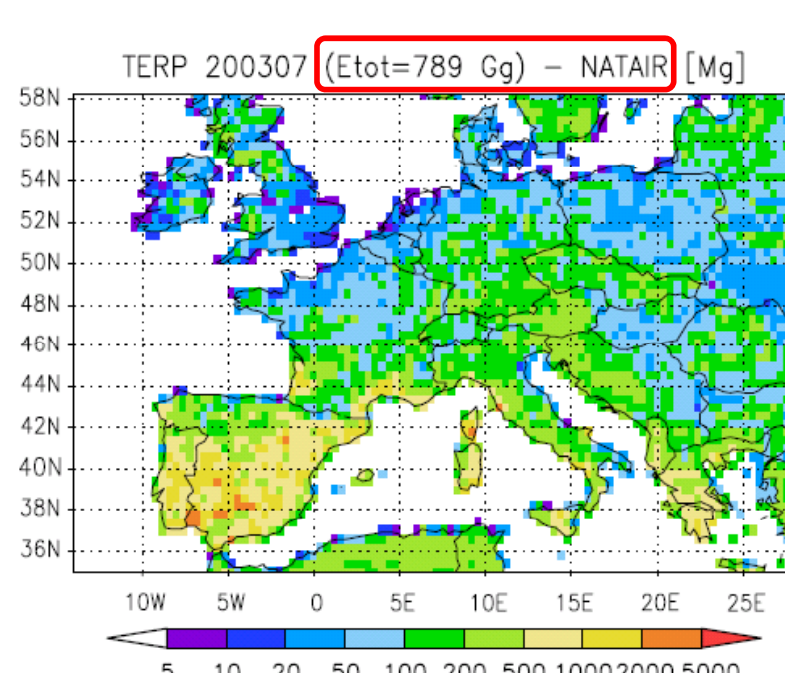 TERP 200307 (Etot=789 Gg) – NATAIR [Mg]
58N
56N
54N
52N
50N
48N
46N
44N
42N
40N
38N
36N
10W 5W 0 5E 10E 15E 20E 25E
5 10 20 50 100 200 500 1000 2000 5000